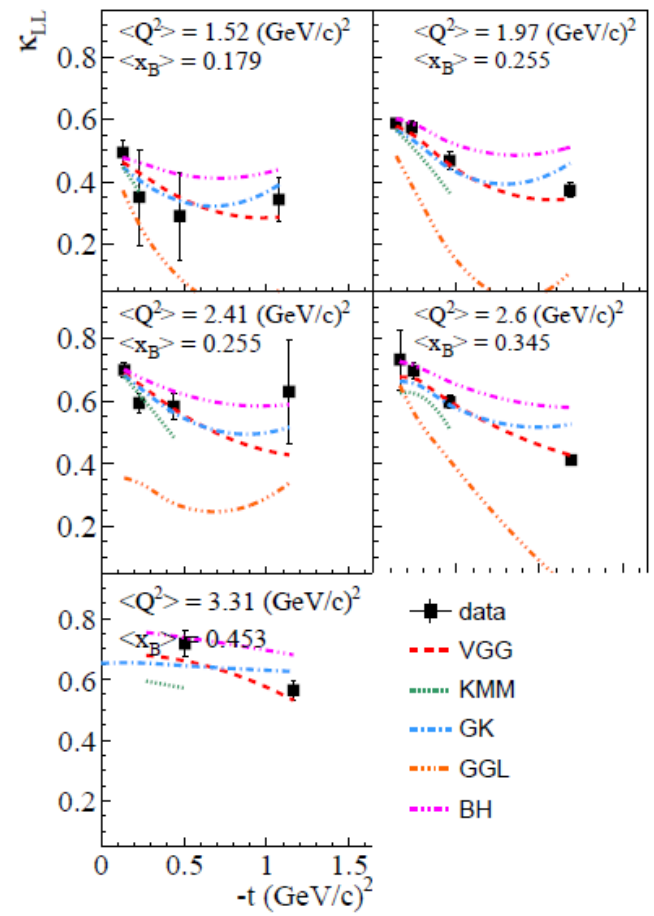 κLL
<Q²> = 1.52 (GeV/c)²
<xB> = 0.179
<Q²> = 1.97 (GeV/c)²
<xB> = 0.255
0.8
0.6
0.4
0.2
<Q²> = 2.41 (GeV/c)²
<xB> = 0.255
<Q²> = 2.6 (GeV/c)²
<xB> = 0.345
0.8
0.6
0.4
0.2
<Q²> = 3.31 (GeV/c)²
<xB> = 0.453
0.8
0.6
0.4
0.2
0 0.5 1 1.5
-t (GeV/c)²
data
VGG
KMM
GK
GGL
BH